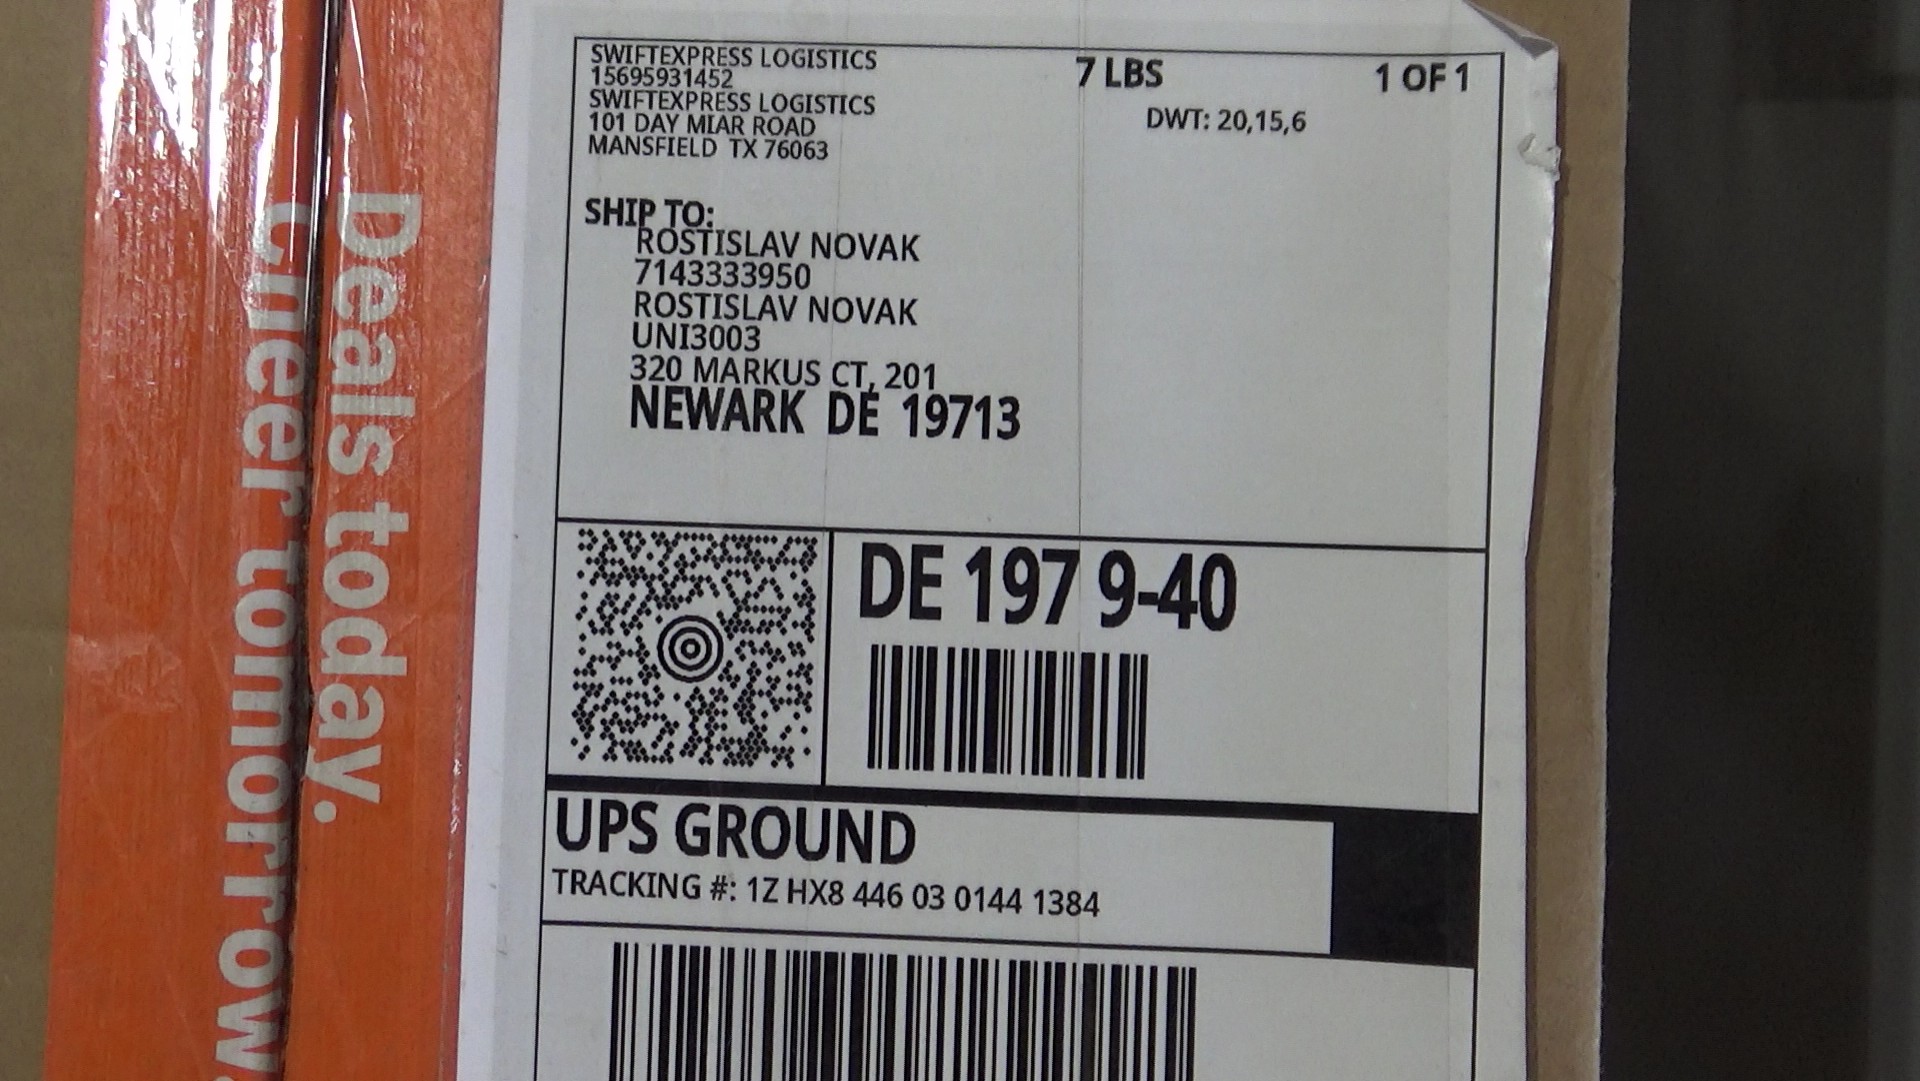 SWIFTEXPRESS LOGISTICS
15695931452
SWIFTEXPRESS LOGISTICS
101 DAY MIAR ROAD
MANSFIELD TX 76063
7 LBS
1 OF 1
DWT: 20,15,6
SHIP TO:
ROSTISLAV NOVAK
7143333950
ROSTISLAV NOVAK
UNI3003
320 MARKUS CT, 201
NEWARK DE 19713
DE 197 9-40
UPS GROUND
TRACKING #: 1Z HX8 446 03 0144 1384
Deals today.
cheer tomorrow.